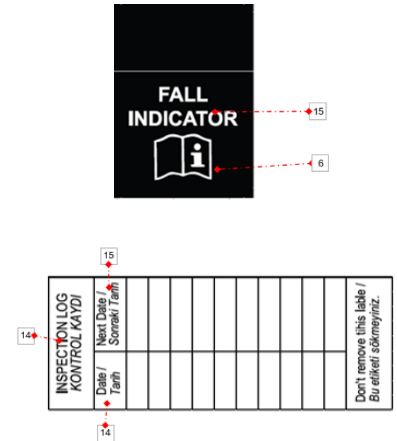 FALL
INDICATOR
i
15
6
15
14
INSPECTION LOG
KONTROL KAYDI
Next Date /
Sonraki Tarih
Date /
Tarih
Don't remove tihis lable /
Bu etiketi sökmeyiniz.
14